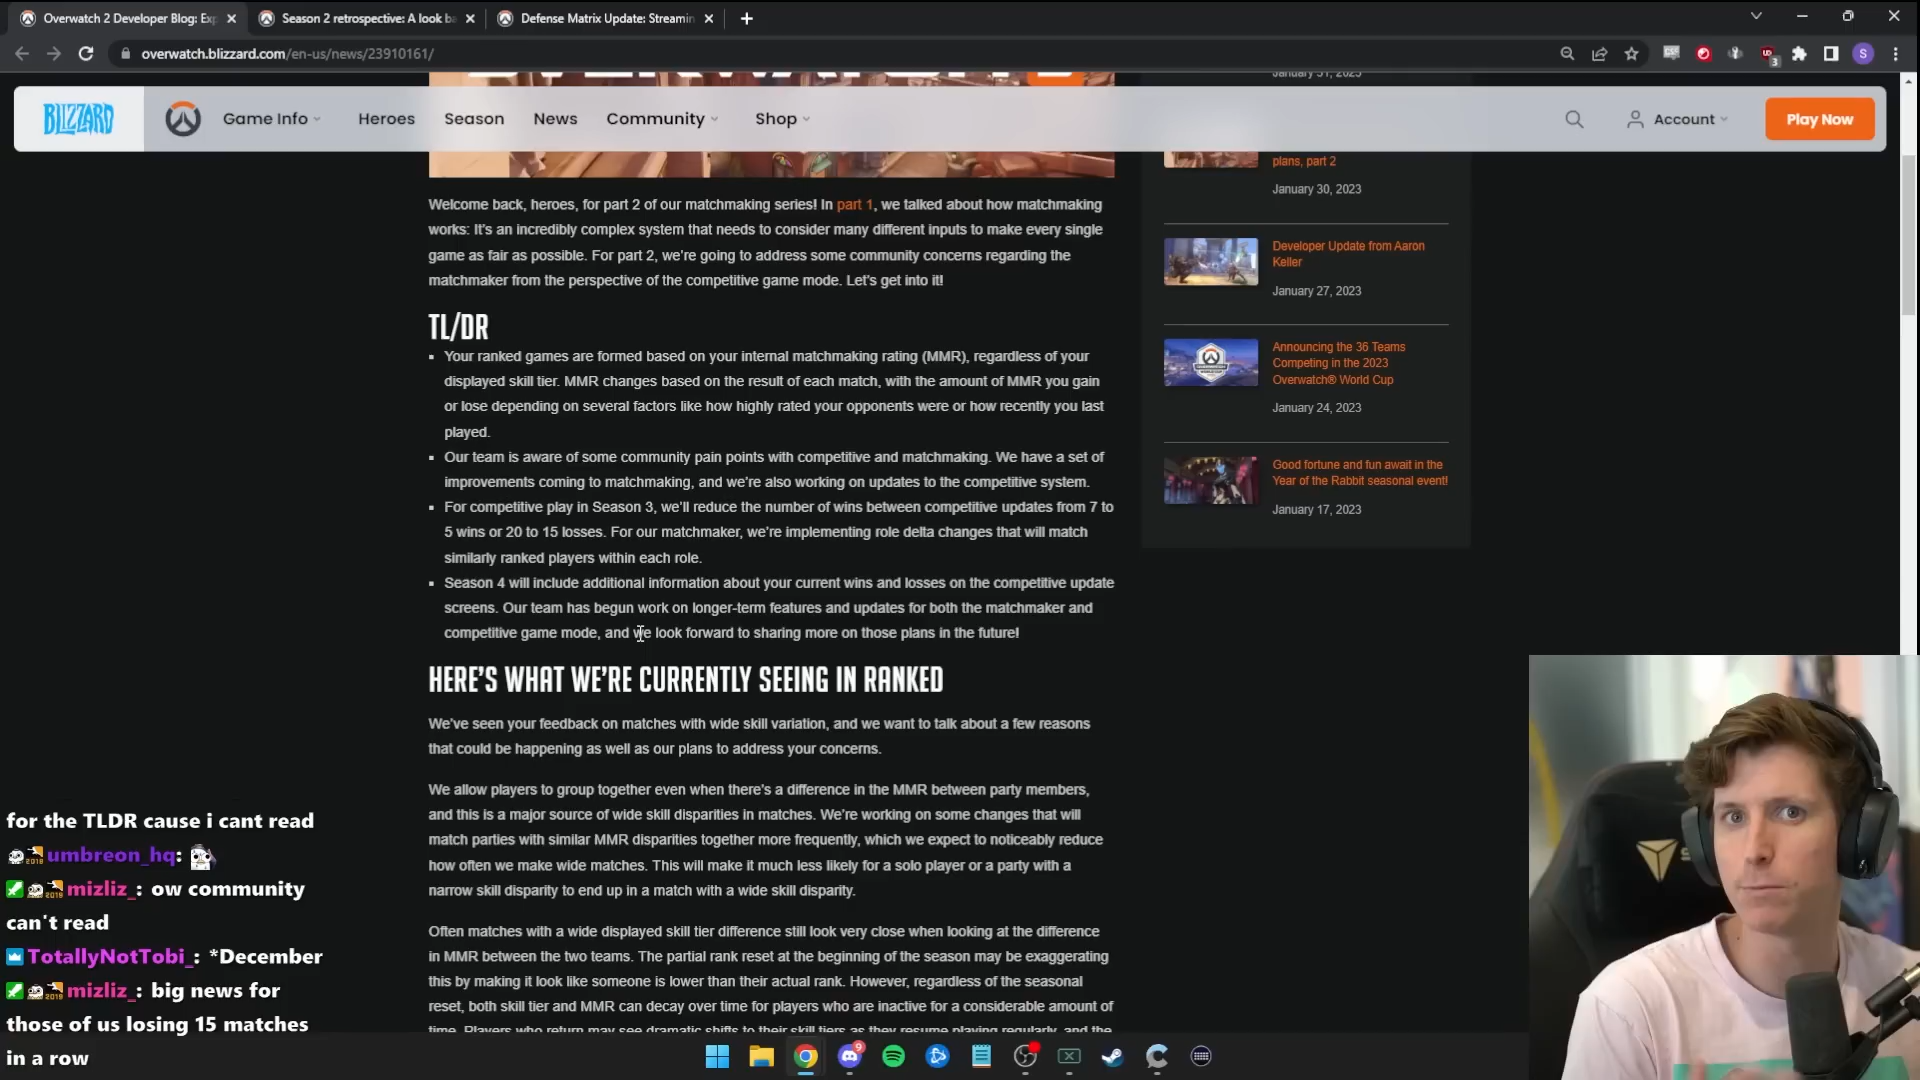 Overwatch 2 Developer Blog: Exp
Season 2 retrospective: A look ba
Defense Matrix Update: Streamin
overwatch.blizzard.com/en-us/news/23910161/
S
3
BLIZZARD
Game Info
Heroes
Season
News
Community
Shop
Account
Play Now
Welcome back, heroes, for part 2 of our matchmaking series! In part 1, we talked about how matchmaking
works: It's an incredibly complex system that needs to consider many different inputs to make every single
game as fair as possible. For part 2, we're going to address some community concerns regarding the
matchmaker from the perspective of the competitive game mode. Let's get into it!
TL/DR
▪ Your ranked games are formed based on your internal matchmaking rating (MMR), regardless of your
displayed skill tier. MMR changes based on the result of each match, with the amount of MMR you gain
or lose depending on several factors like how highly rated your opponents were or how recently you last
played.
▪ Our team is aware of some community pain points with competitive and matchmaking. We have a set of
improvements coming to matchmaking, and we're also working on updates to the competitive system.
▪ For competitive play in Season 3, we'll reduce the number of wins between competitive updates from 7 to
5 wins or 20 to 15 losses. For our matchmaker, we're implementing role delta changes that will match
similarly ranked players within each role.
▪ Season 4 will include additional information about your current wins and losses on the competitive update
screens. Our team has begun work on longer-term features and updates for both the matchmaker and
competitive game mode, and we look forward to sharing more on those plans in the future!
HERE'S WHAT WE'RE CURRENTLY SEEING IN RANKED
We've seen your feedback on matches with wide skill variation, and we want to talk about a few reasons
that could be happening as well as our plans to address your concerns.
We allow players to group together even when there's a difference in the MMR between party members,
and this is a major source of wide skill disparities in matches. We're working on some changes that will
match parties with similar MMR disparities together more frequently, which we expect to noticeably reduce
how often we make wide matches. This will make it much less likely for a solo player or a party with a
narrow skill disparity to end up in a match with a wide skill disparity.
Often matches with a wide displayed skill tier difference still look very close when looking at the difference
in MMR between the two teams. The partial rank reset at the beginning of the season may be exaggerating
this by making it look like someone is lower than their actual rank. However, regardless of the seasonal
reset, both skill tier and MMR can decay over time for players who are inactive for a considerable amount of
time. Players who return may see dramatic shifts to their skill tiers as they resume playing regularly, and the
January 31, 2023
plans, part 2
January 30, 2023
Developer Update from Aaron
Keller
January 27, 2023
Announcing the 36 Teams
Competing in the 2023
Overwatch® World Cup
January 24, 2023
Good fortune and fun await in the
Year of the Rabbit seasonal event!
January 17, 2023
for the TLDR cause i cant read
umbreon_hq:
mizliz_: ow community
can't read
TotallyNotTobi_: *December
mizliz_: big news for
those of us losing 15 matches
in a row
9